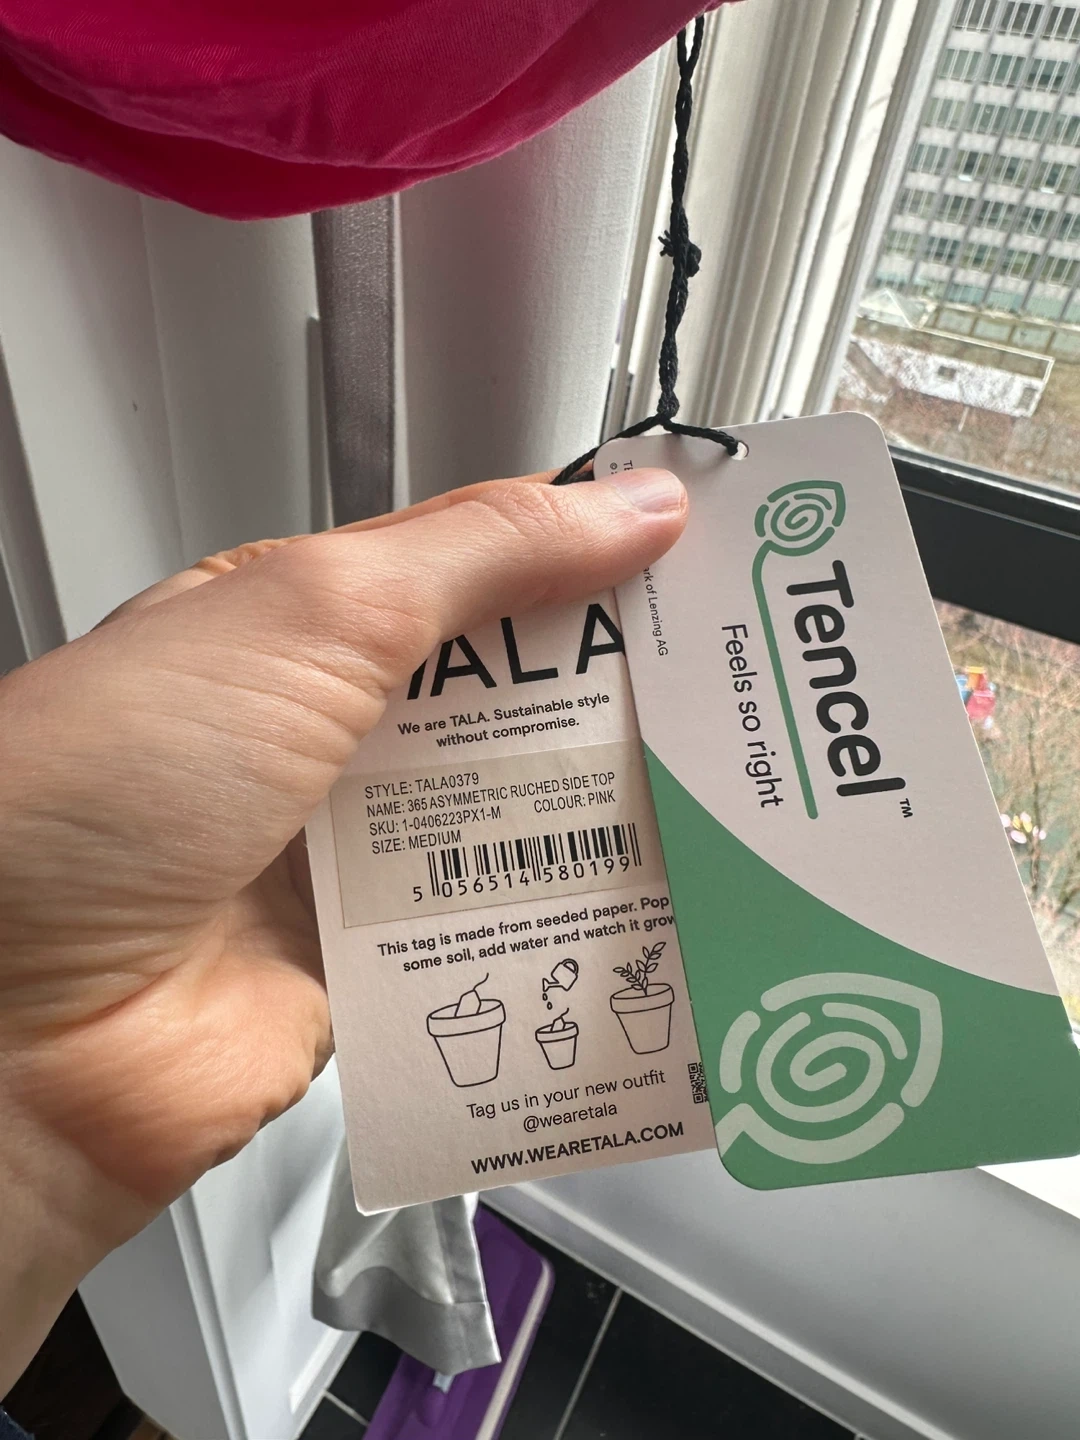 TALA
We are TALA. Sustainable style
without compromise.
STYLE: TALA0379
NAME: 365 ASYMMETRIC RUCHED SIDE TOP
SKU: 1-0406223PX1-M COLOUR: PINK
SIZE: MEDIUM
5 056514 580199
This tag is made from seeded paper. Pop
some soil, add water and watch it grow
Tag us in your new outfit
@wearetala
WWW.WEARETALA.COM
Tencel™
Feels so right
of Lenzing AG